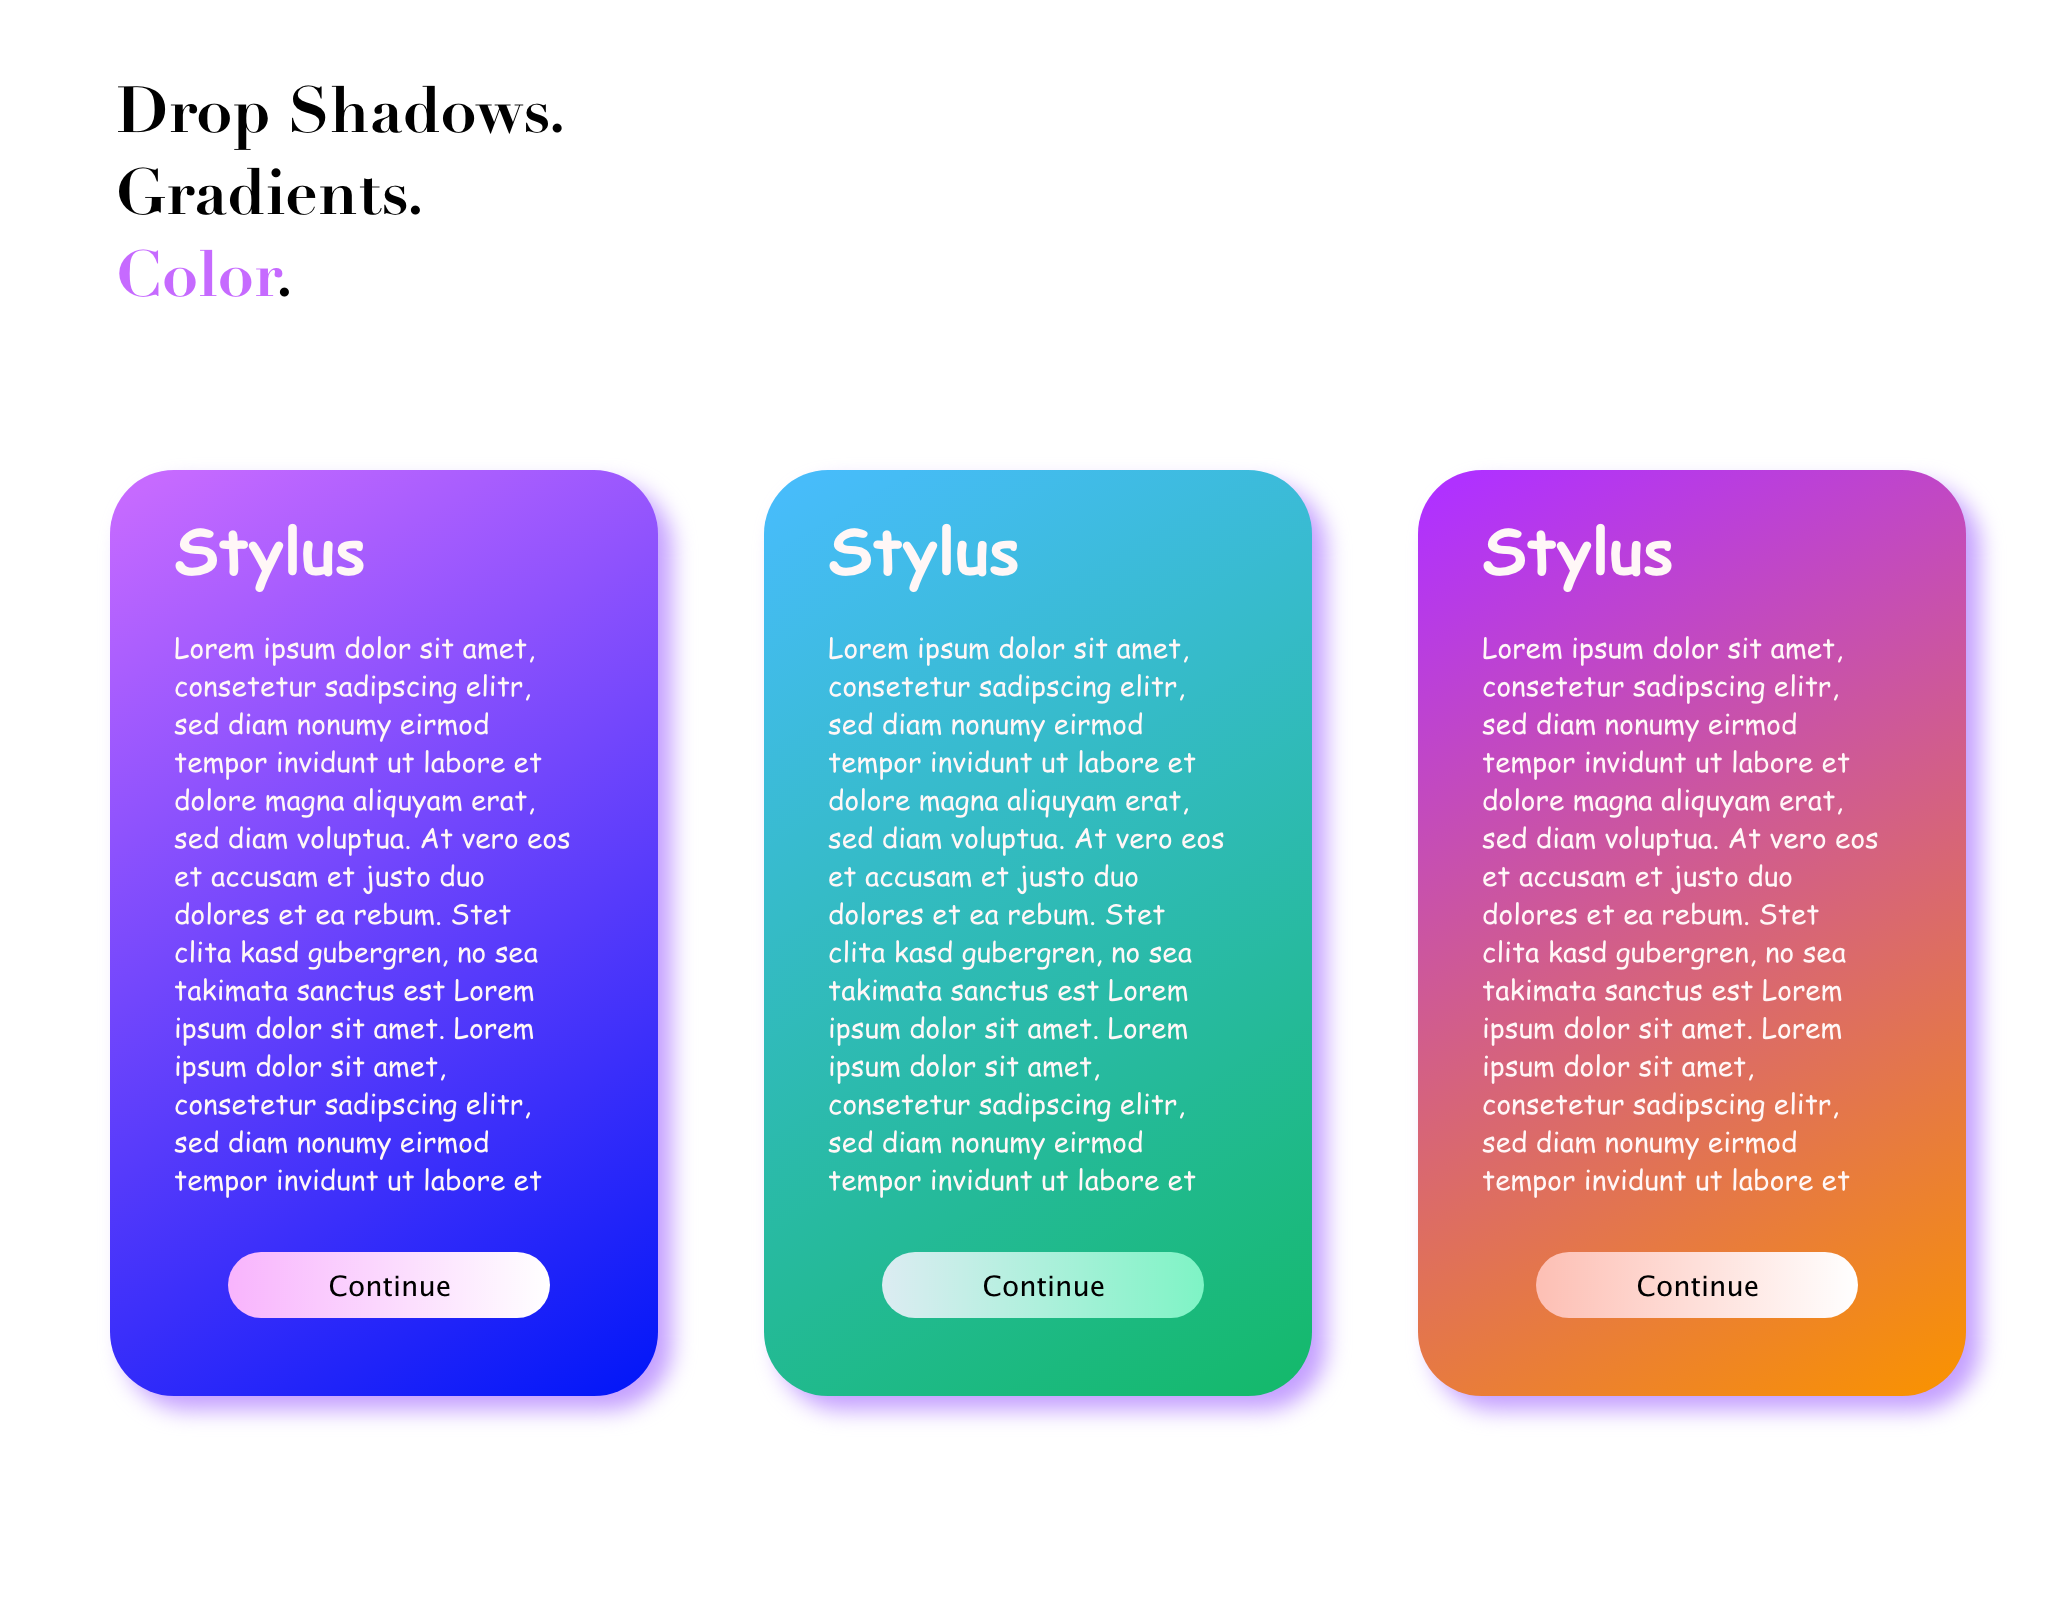 Drop Shadows.
Gradients.
Color.
Stylus
Lorem ipsum dolor sit amet,
consetetur sadipscing elitr,
sed diam nonumy eirmod
tempor invidunt ut labore et
dolore magna aliquyam erat,
sed diam voluptua. At vero eos
et accusam et justo duo
dolores et ea rebum. Stet
clita kasd gubergren, no sea
takimata sanctus est Lorem
ipsum dolor sit amet. Lorem
ipsum dolor sit amet,
consetetur sadipscing elitr,
sed diam nonumy eirmod
tempor invidunt ut labore et
Continue
Stylus
Lorem ipsum dolor sit amet,
consetetur sadipscing elitr,
sed diam nonumy eirmod
tempor invidunt ut labore et
dolore magna aliquyam erat,
sed diam voluptua. At vero eos
et accusam et justo duo
dolores et ea rebum. Stet
clita kasd gubergren, no sea
takimata sanctus est Lorem
ipsum dolor sit amet. Lorem
ipsum dolor sit amet,
consetetur sadipscing elitr,
sed diam nonumy eirmod
tempor invidunt ut labore et
Continue
Stylus
Lorem ipsum dolor sit amet,
consetetur sadipscing elitr,
sed diam nonumy eirmod
tempor invidunt ut labore et
dolore magna aliquyam erat,
sed diam voluptua. At vero eos
et accusam et justo duo
dolores et ea rebum. Stet
clita kasd gubergren, no sea
takimata sanctus est Lorem
ipsum dolor sit amet. Lorem
ipsum dolor sit amet,
consetetur sadipscing elitr,
sed diam nonumy eirmod
tempor invidunt ut labore et
Continue